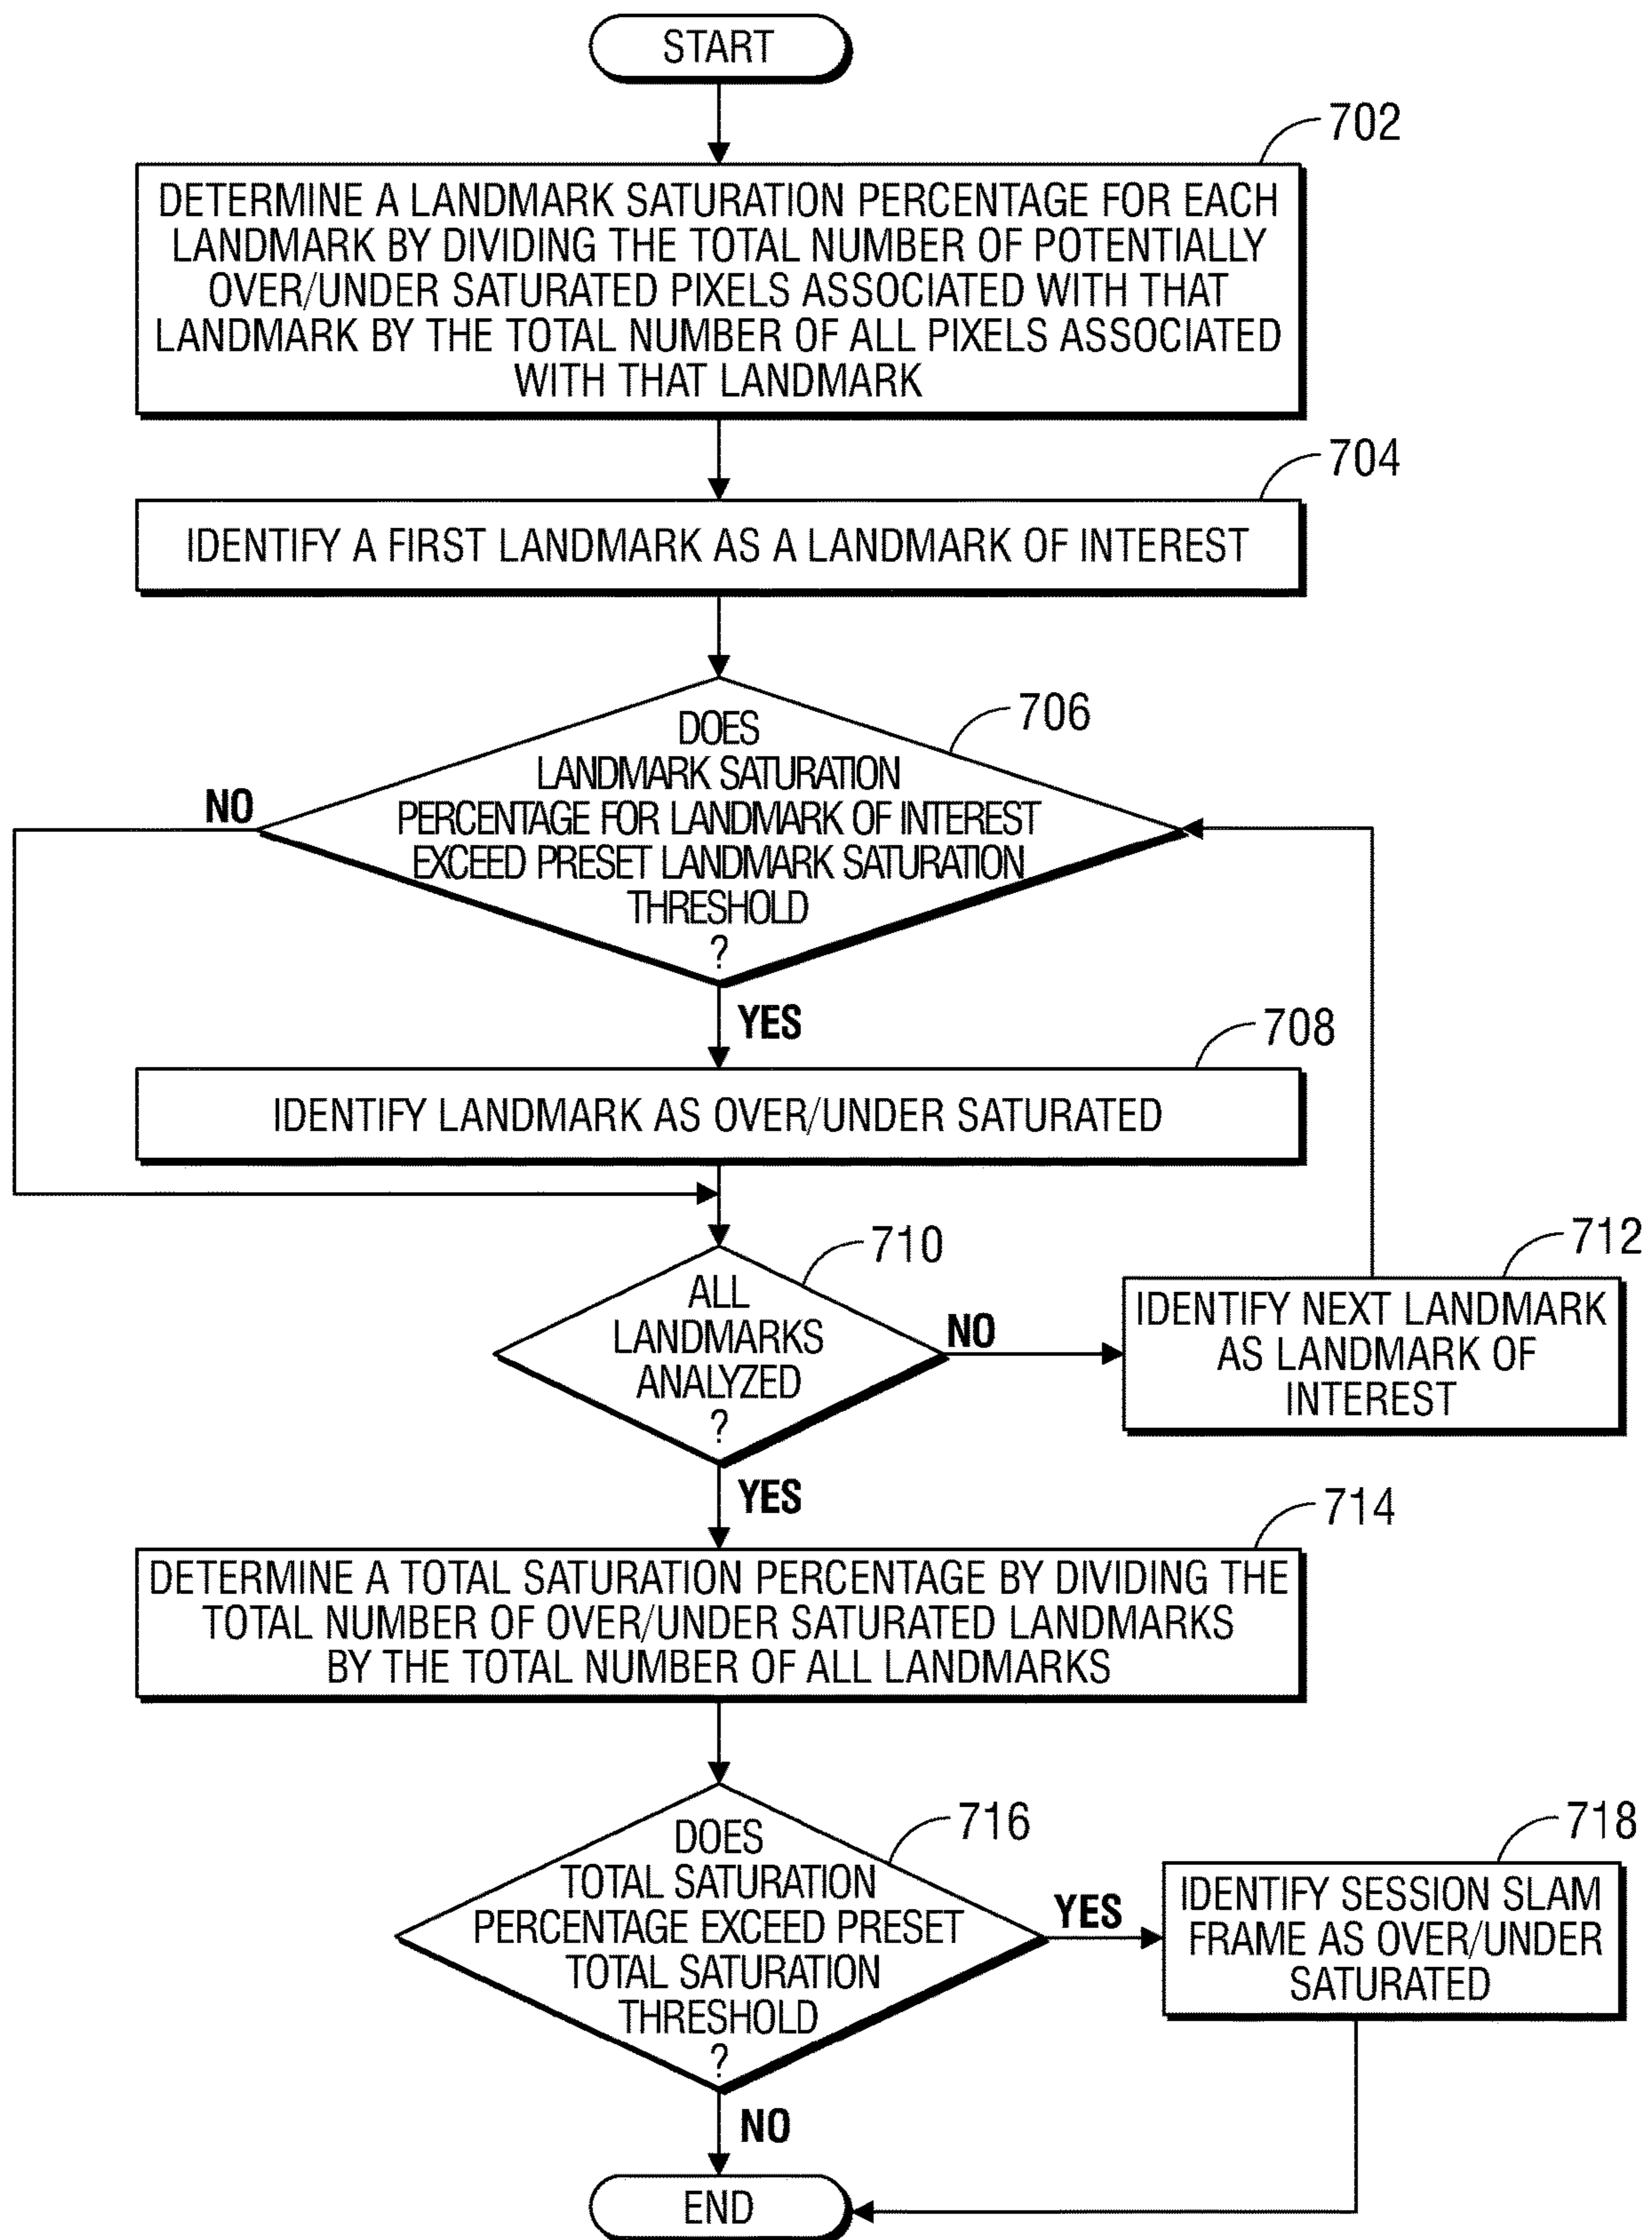 START
702
DETERMINE A LANDMARK SATURATION PERCENTAGE FOR EACH
LANDMARK BY DIVIDING THE TOTAL NUMBER OF POTENTIALLY
OVER/UNDER SATURATED PIXELS ASSOCIATED WITH THAT
LANDMARK BY THE TOTAL NUMBER OF ALL PIXELS ASSOCIATED
WITH THAT LANDMARK
704
IDENTIFY A FIRST LANDMARK AS A LANDMARK OF INTEREST
706
DOES
LANDMARK SATURATION
PERCENTAGE FOR LANDMARK OF INTEREST
EXCEED PRESET LANDMARK SATURATION
THRESHOLD
?
NO
YES
708
IDENTIFY LANDMARK AS OVER/UNDER SATURATED
710
ALL
LANDMARKS
ANALYZED
?
NO
712
IDENTIFY NEXT LANDMARK
AS LANDMARK OF
INTEREST
YES
714
DETERMINE A TOTAL SATURATION PERCENTAGE BY DIVIDING THE
TOTAL NUMBER OF OVER/UNDER SATURATED LANDMARKS
BY THE TOTAL NUMBER OF ALL LANDMARKS
716
DOES
TOTAL SATURATION
PERCENTAGE EXCEED PRESET
TOTAL SATURATION
THRESHOLD
?
YES
718
IDENTIFY SESSION SLAM
FRAME AS OVER/UNDER
SATURATED
NO
END